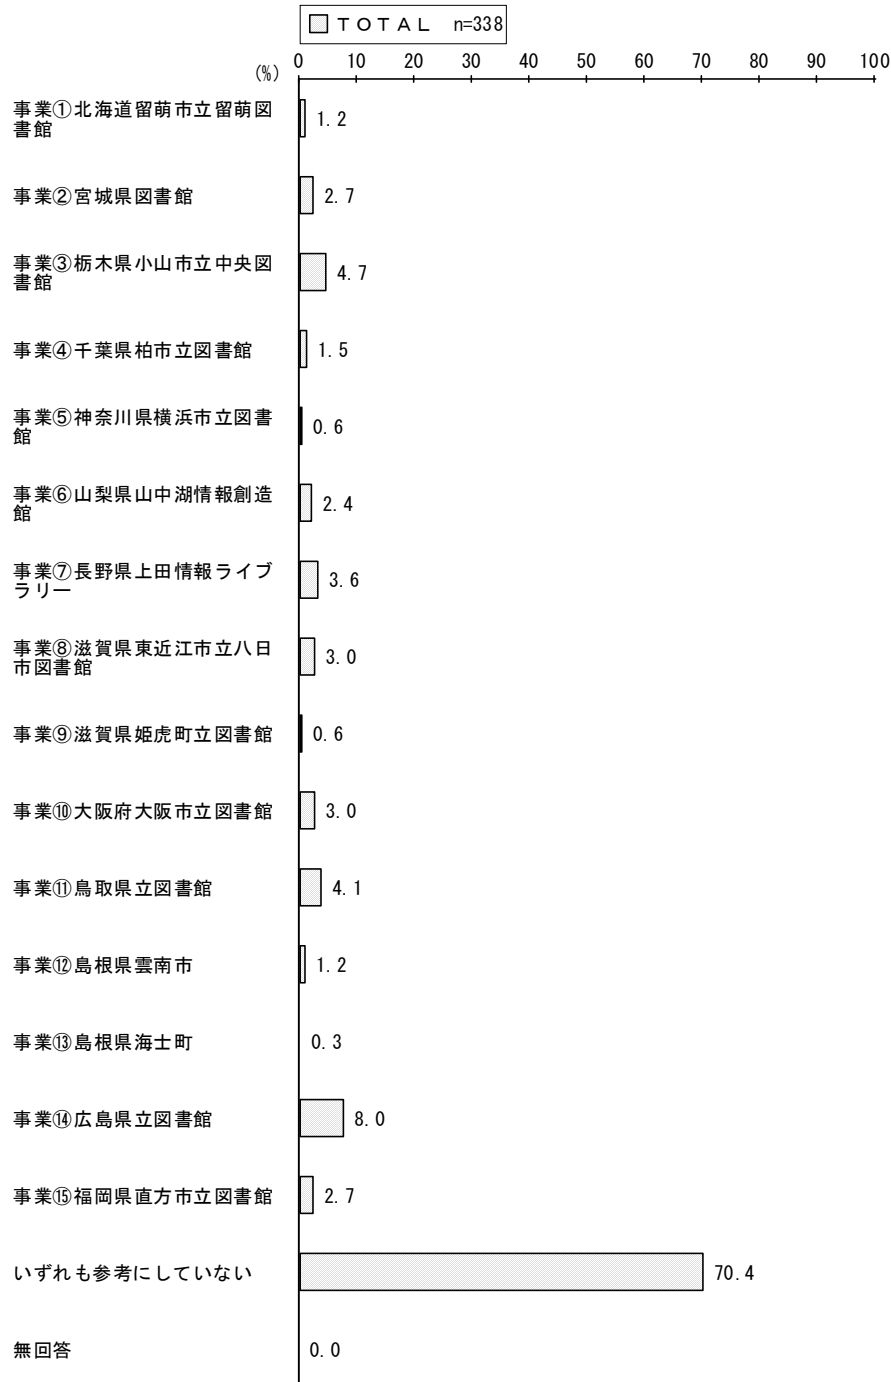 ＴＯＴＡＬ n=338
(%)
0 10 20 30 40 50 60 70 80 90 100
事業①北海道留萌市立留萌図
書館
1.2
事業②宮城県図書館
2.7
事業③栃木県小山市立中央図
書館
4.7
事業④千葉県柏市立図書館
1.5
事業⑤神奈川県横浜市立図書
館
0.6
事業⑥山梨県山中湖情報創造
館
2.4
事業⑦長野県上田情報ライブ
ラリー
3.6
事業⑧滋賀県東近江市立八日
市図書館
3.0
事業⑨滋賀県姫虎町立図書館
0.6
事業⑩大阪府大阪市立図書館
3.0
事業⑪鳥取県立図書館
4.1
事業⑫島根県雲南市
1.2
事業⑬島根県海士町
0.3
事業⑭広島県立図書館
8.0
事業⑮福岡県直方市立図書館
2.7
いずれも参考にしていない
70.4
無回答
0.0